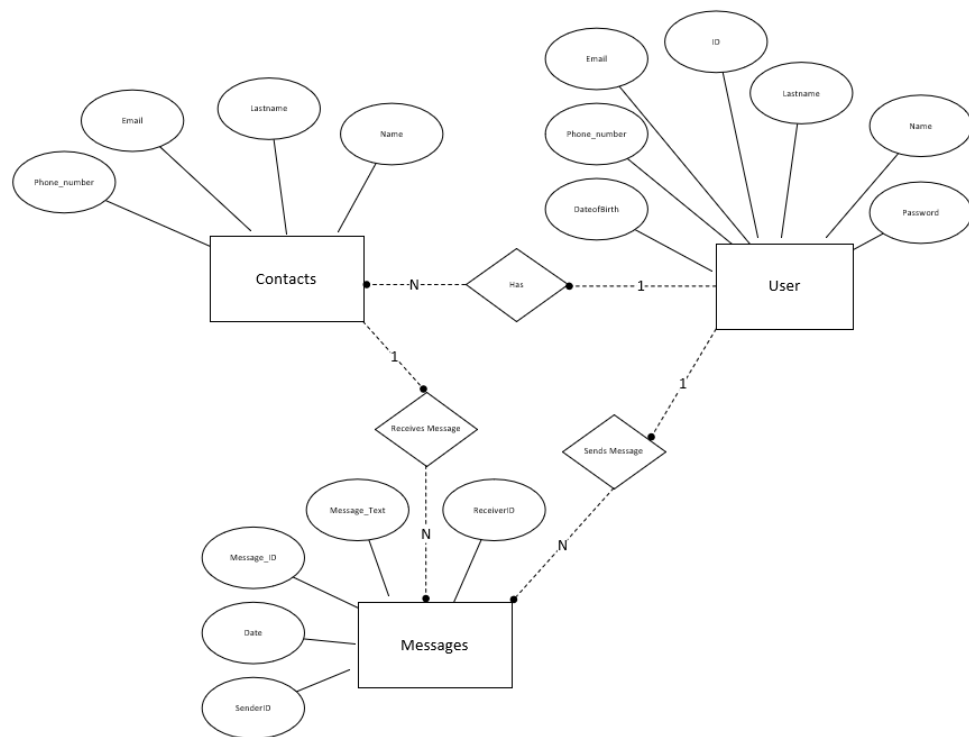 ID
Email
Lastname
Lastname
Email
Name
Name
Phone_number
Phone_number
DateofBirth
Password
Contacts
N
Has
1
User
1
1
Receives Message
Sends Message
Message_Text
ReceiverID
N
N
Message_ID
Date
Messages
SenderID